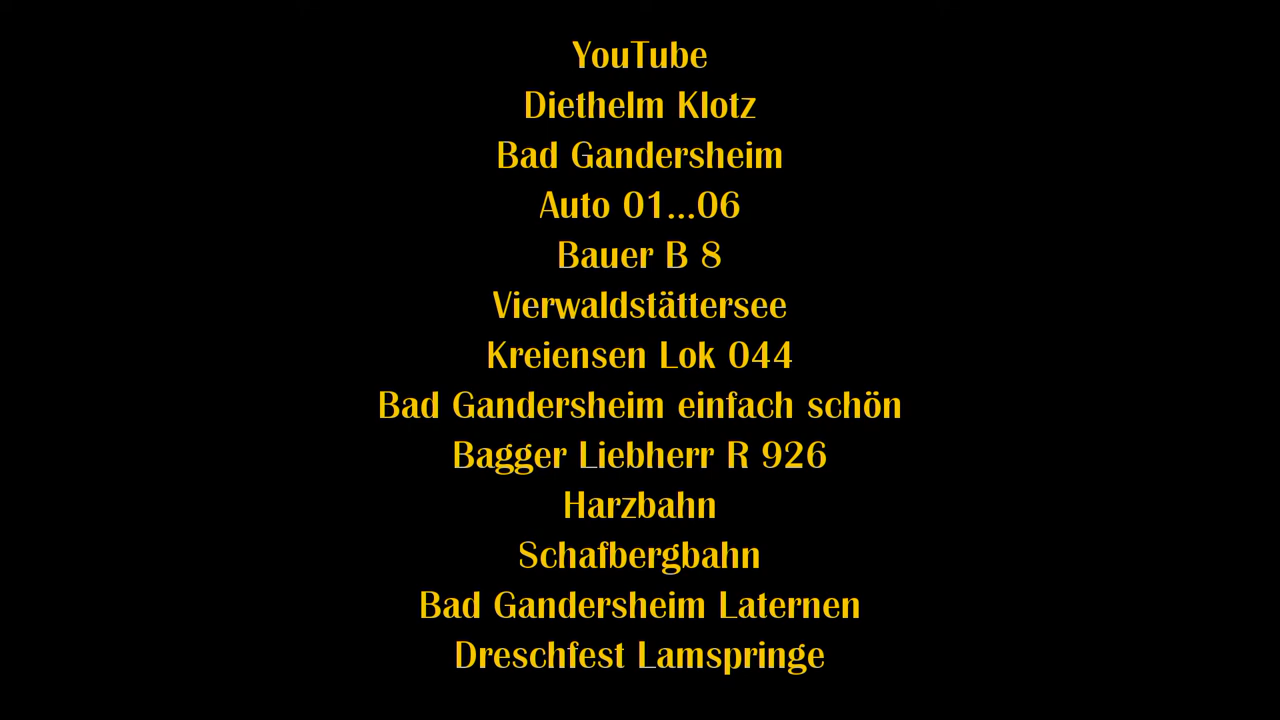 YouTube
Diethelm Klotz
Bad Gandersheim
Auto 01...06
Bauer B 8
Vierwaldstättersee
Kreiensen Lok 044
Bad Gandersheim einfach schön
Bagger Liebherr R 926
Harzbahn
Schafbergbahn
Bad Gandersheim Laternen
Dreschfest Lamspringe